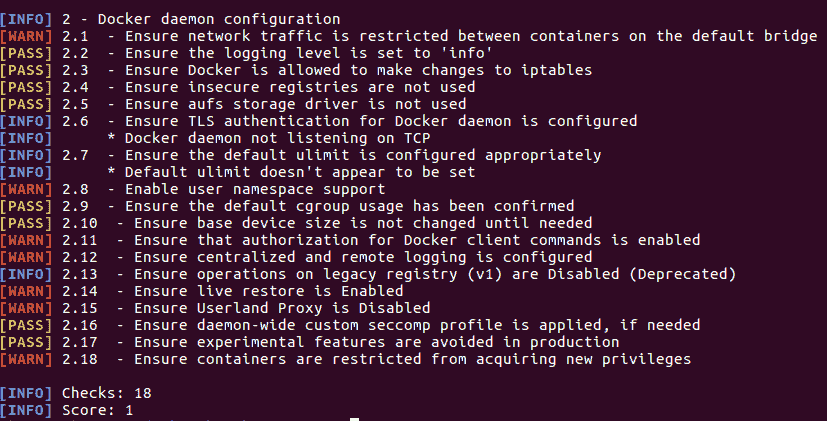 [INFO] 2 - Docker daemon configuration
[WARN] 2.1  - Ensure network traffic is restricted between containers on the default bridge
[PASS] 2.2  - Ensure the logging level is set to 'info'
[PASS] 2.3  - Ensure Docker is allowed to make changes to iptables
[PASS] 2.4  - Ensure insecure registries are not used
[PASS] 2.5  - Ensure aufs storage driver is not used
[INFO] 2.6  - Ensure TLS authentication for Docker daemon is configured
[INFO]      * Docker daemon not listening on TCP
[INFO] 2.7  - Ensure the default ulimit is configured appropriately
[INFO]      * Default ulimit doesn't appear to be set
[WARN] 2.8  - Enable user namespace support
[PASS] 2.9  - Ensure the default cgroup usage has been confirmed
[PASS] 2.10  - Ensure base device size is not changed until needed
[WARN] 2.11  - Ensure that authorization for Docker client commands is enabled
[WARN] 2.12  - Ensure centralized and remote logging is configured
[INFO] 2.13  - Ensure operations on legacy registry (v1) are Disabled (Deprecated)
[WARN] 2.14  - Ensure live restore is Enabled
[WARN] 2.15  - Ensure Userland Proxy is Disabled
[PASS] 2.16  - Ensure daemon-wide custom seccomp profile is applied, if needed
[PASS] 2.17  - Ensure experimental features are avoided in production
[WARN] 2.18  - Ensure containers are restricted from acquiring new privileges
[INFO] Checks: 18
[INFO] Score: 1